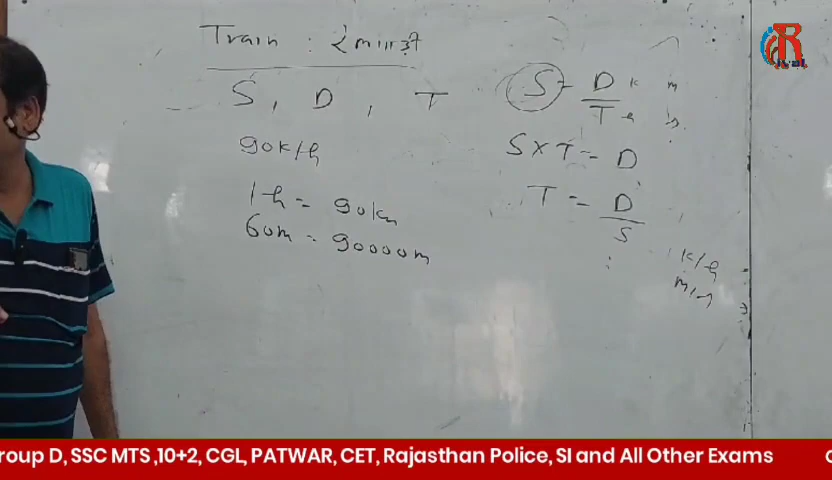 Train :
S, D, T
90K/h
1h = 90km
60m = 90000m
S = D/T
k m
h
S×T = D
T = D/S
K/h
R
Group D, SSC MTS ,10+2, CGL, PATWAR, CET, Rajasthan Police, SI and All Other Exams